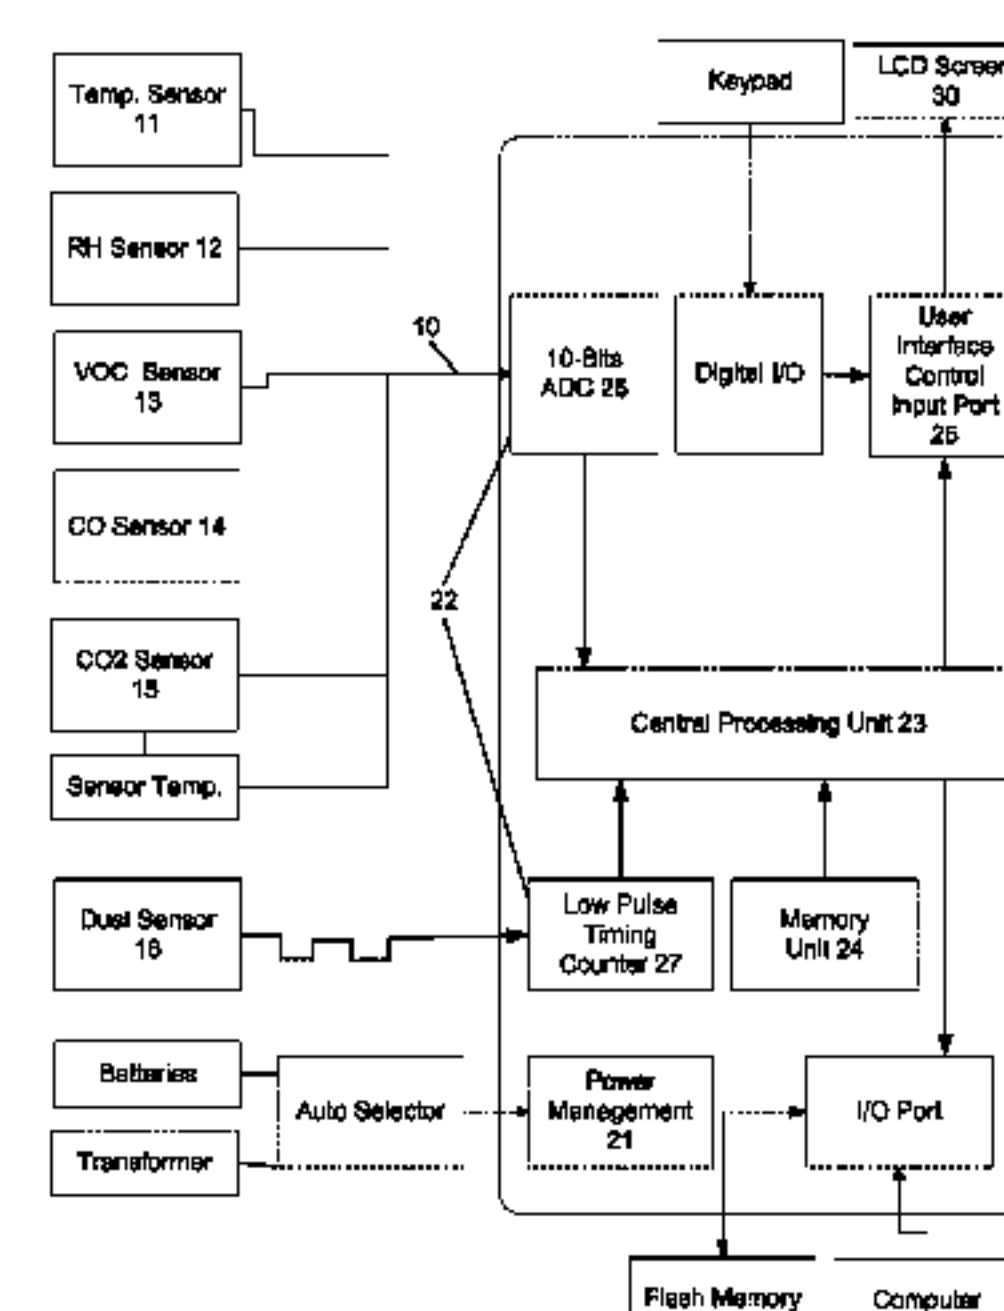 Temp. Sensor
11
RH Sensor 12
VOC Sensor
13
CO Sensor 14
CO2 Sensor
15
Sensor Temp.
Dust Sensor
16
Batteries
Transformer
Auto Selector
10
22
Keypad
LCD Screen
30
10-Bits
ADC 26
Digital I/O
User
Interface
Control
Input Port
25
Central Processing Unit 23
Low Pulse
Timing
Counter 27
Memory
Unit 24
Power
Management
21
I/O Port
Flash Memory
Computer